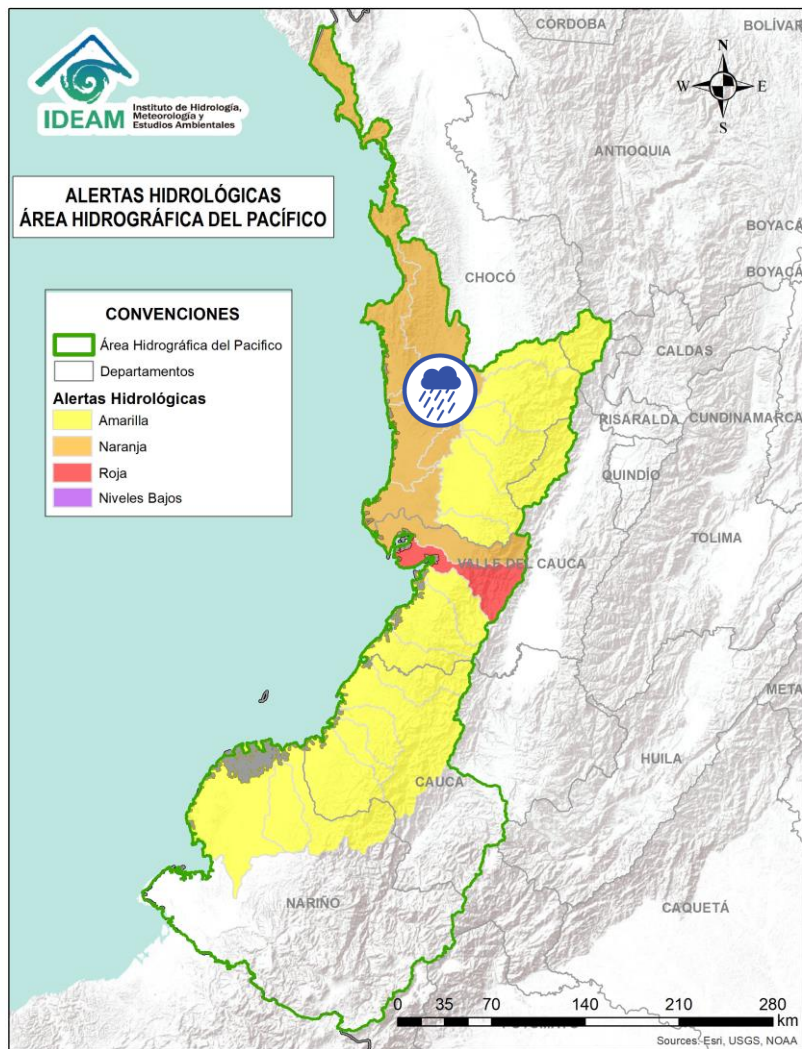 IDEAM
Instituto de Hidrología,
Meteorología y
Estudios Ambientales
ALERTAS HIDROLÓGICAS
ÁREA HIDROGRÁFICA DEL PACÍFICO
CONVENCIONES
Área Hidrográfica del Pacifico
Departamentos
Alertas Hidrológicas
Amarilla
Naranja
Roja
Niveles Bajos
N
W E
S
CÓRDOBA
BOLÍVAR
ANTIOQUIA
BOYACÁ
BOYACÁ
CHOCÓ
CALDAS
RISARALDA
CUNDINAMARCA
QUINDÍO
TOLIMA
VALLE DEL CAUCA
META
HUILA
CAUCA
NARIÑO
CAQUETÁ
0 35 70 140 210 280
km
Sources: Esri, USGS, NOAA